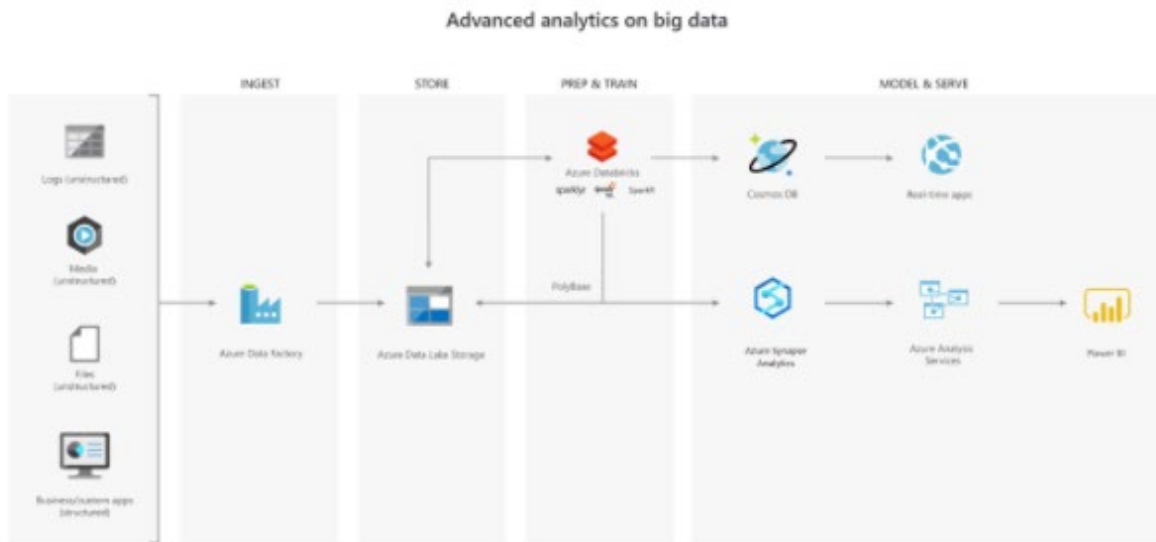 Advanced analytics on big data
INGEST
STORE
PREP & TRAIN
MODEL & SERVE
Logs (unstructured)
Media
(unstructured)
Files
(unstructured)
Business/custom apps
(structured)
Azure Data Factory
Azure Data Lake Storage
Azure Databricks
sparklyr
SparkR
PolyBase
Cosmos DB
Real-time apps
Azure Synapse
Analytics
Azure Analysis
Services
Power BI